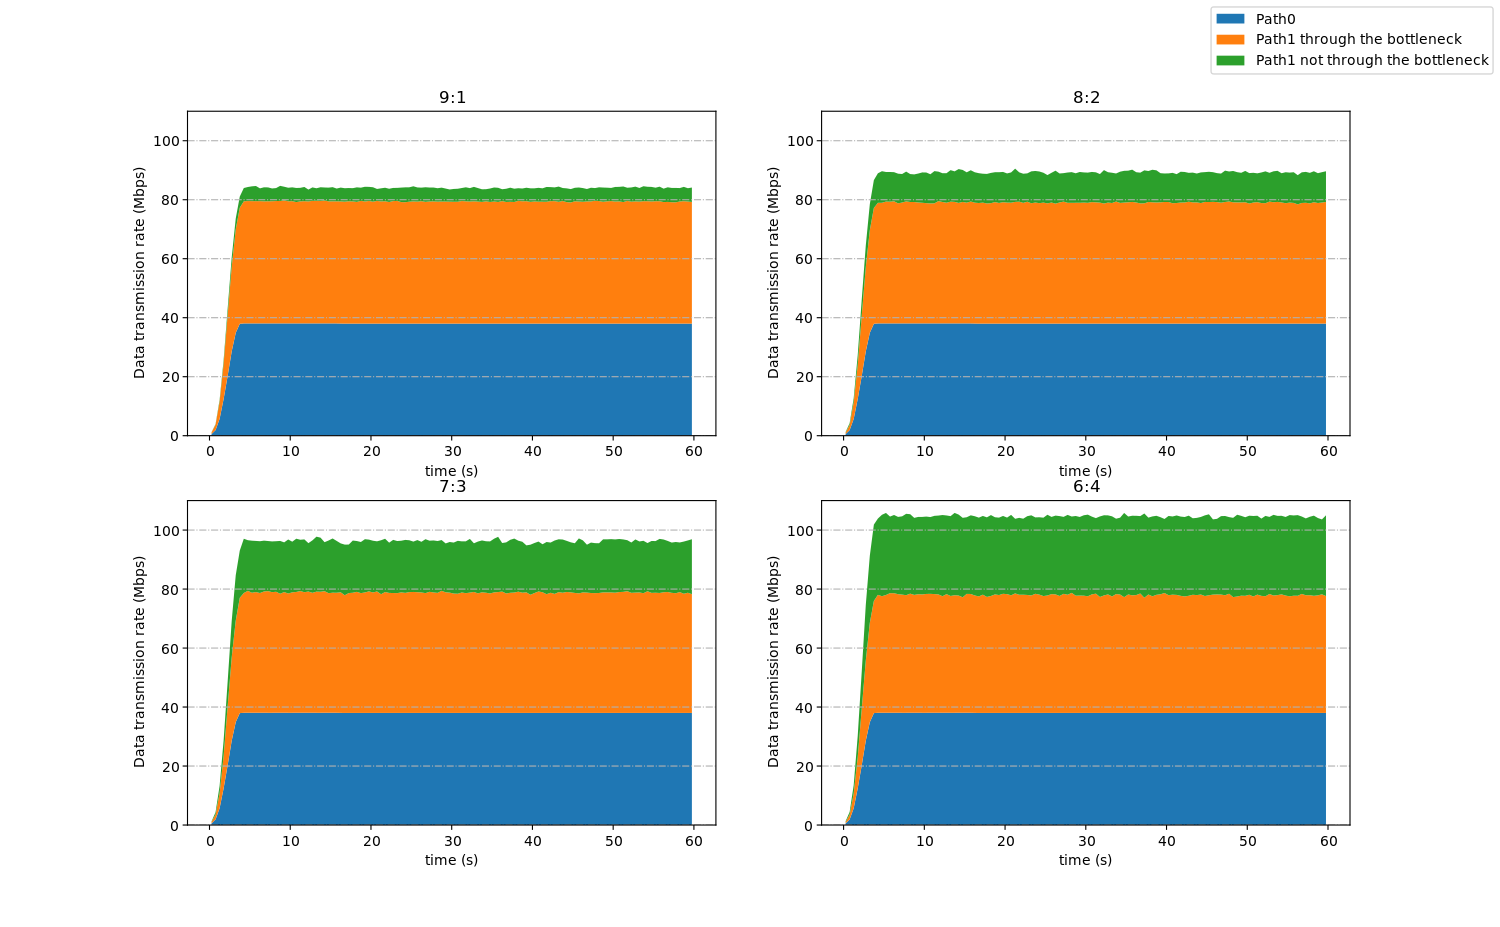 Path0
Path1 through the bottleneck
Path1 not through the bottleneck
9:1
Data transmission rate (Mbps)
100
80
60
40
20
0
0 10 20 30 40 50 60
time (s)
8:2
Data transmission rate (Mbps)
100
80
60
40
20
0
0 10 20 30 40 50 60
time (s)
7:3
Data transmission rate (Mbps)
100
80
60
40
20
0
0 10 20 30 40 50 60
time (s)
6:4
Data transmission rate (Mbps)
100
80
60
40
20
0
0 10 20 30 40 50 60
time (s)